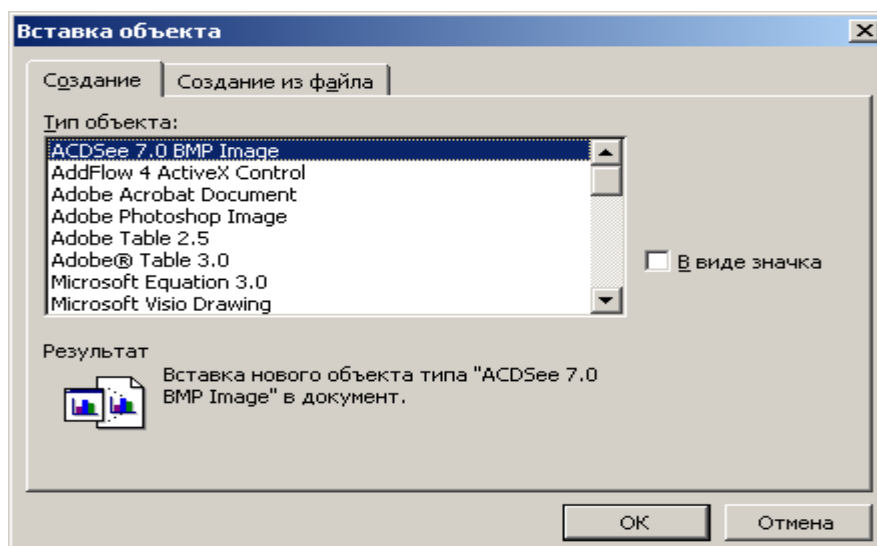 Вставка объекта
Создание
Создание из файла
Тип объекта:
ACDSee 7.0 BMP Image
AddFlow 4 ActiveX Control
Adobe Acrobat Document
Adobe Photoshop Image
Adobe Table 2.5
Adobe® Table 3.0
Microsoft Equation 3.0
Microsoft Visio Drawing
В виде значка
Результат
Вставка нового объекта типа "ACDSee 7.0
BMP Image" в документ.
ОК
Отмена